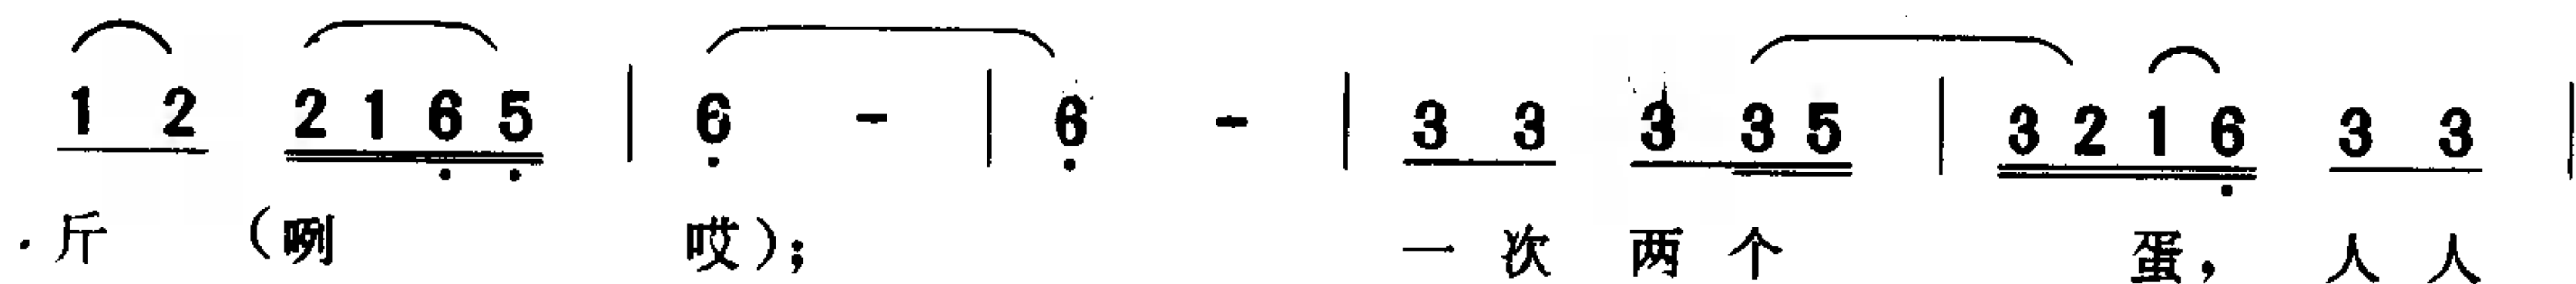 1 2 2 1 6 5 | 6 - | 6 - | 3 3 3 3 5 | 3 2 1 6 3 3 |
斤 (咧 哎); 一次 两 个 蛋, 人 人